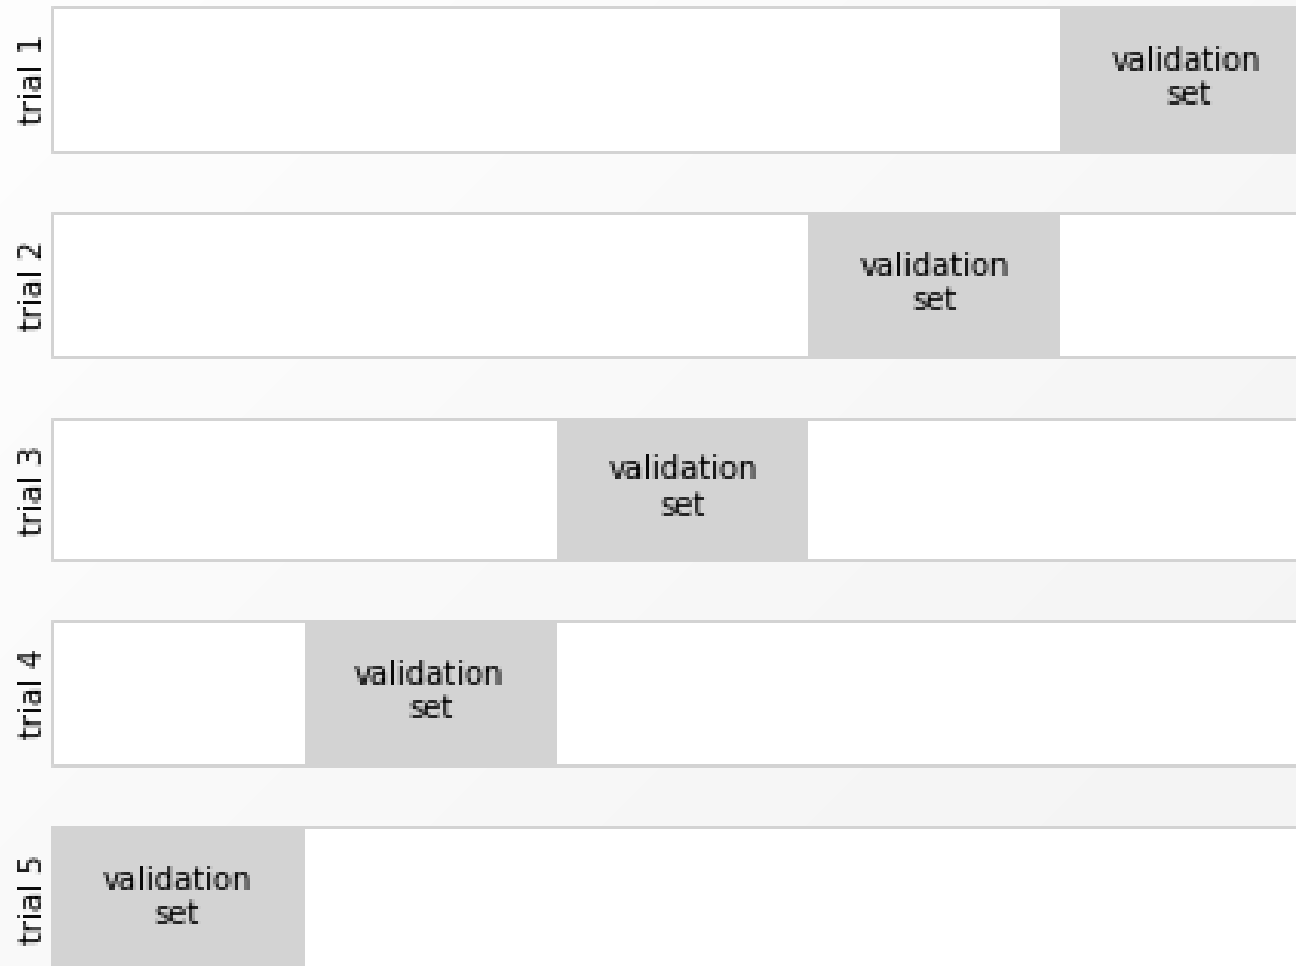 trial 1
validation
set
trial 2
validation
set
trial 3
validation
set
trial 4
validation
set
trial 5
validation
set